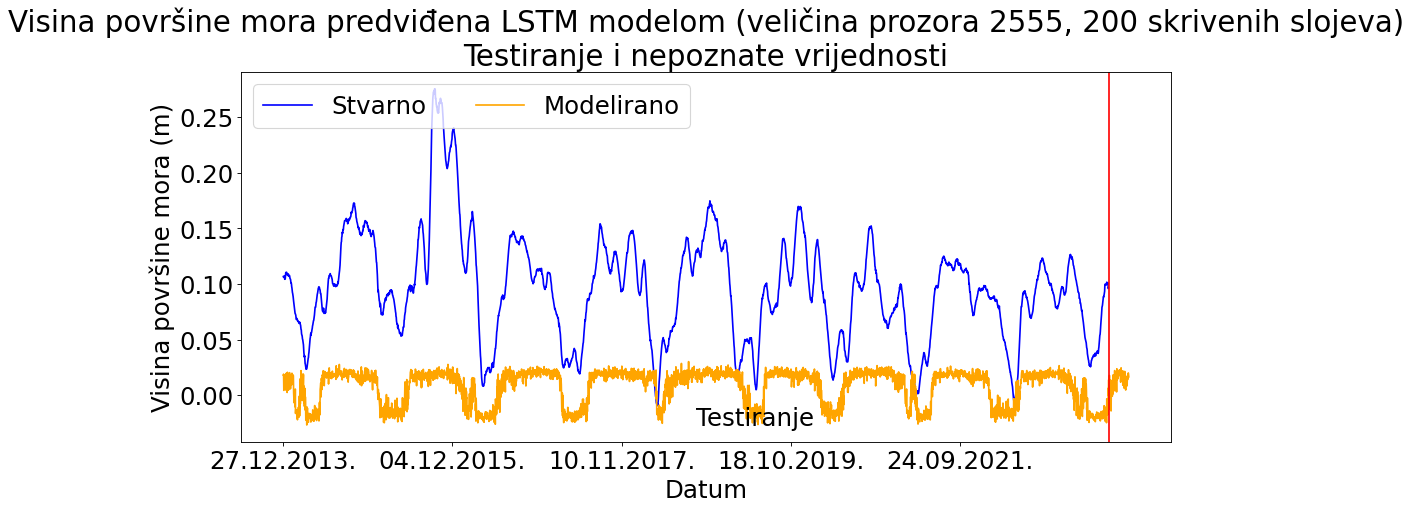 Visina površine mora predviđena LSTM modelom (veličina prozora 2555, 200 skrivenih slojeva)
Testiranje i nepoznate vrijednosti
Stvarno Modelirano
Visina površine mora (m)
0.25
0.20
0.15
0.10
0.05
0.00
Testiranje
27.12.2013. 04.12.2015. 10.11.2017. 18.10.2019. 24.09.2021.
Datum